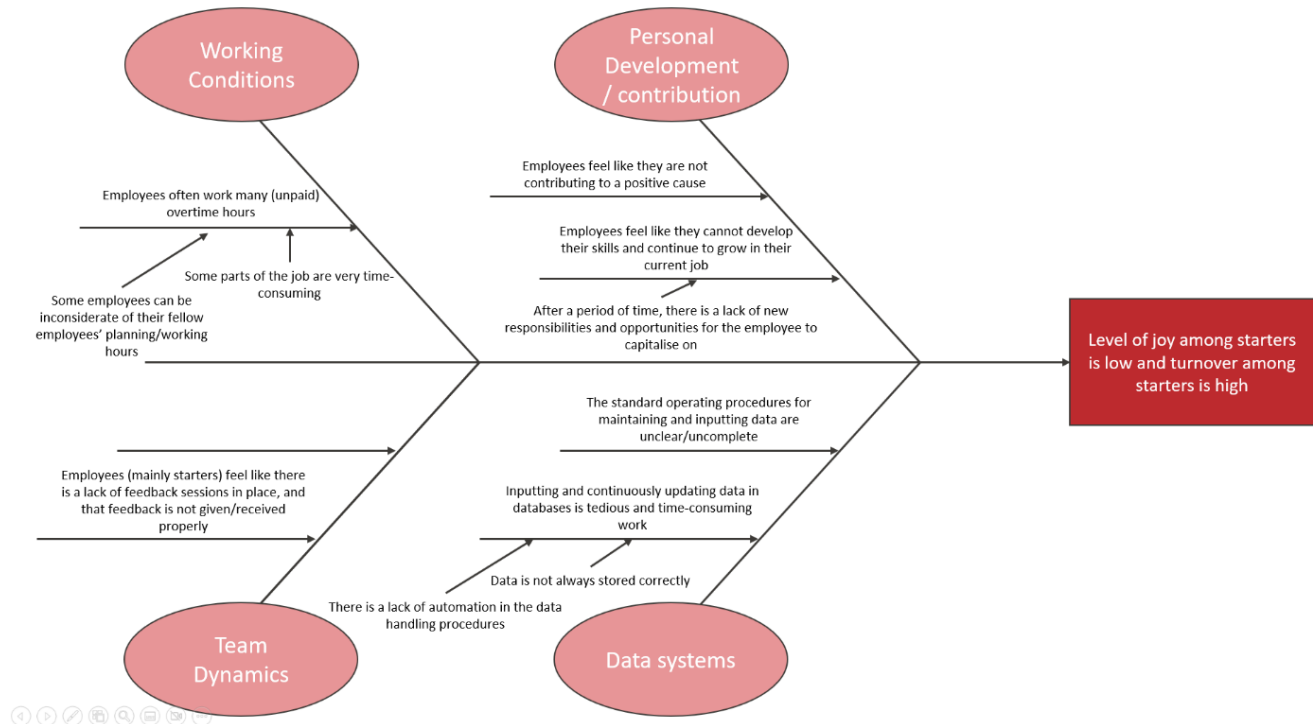 Working
Conditions
Personal
Development
/ contribution
Employees feel like they are not
contributing to a positive cause
Employees often work many (unpaid)
overtime hours
Employees feel like they cannot develop
their skills and continue to grow in their
current job
Some parts of the job are very time-
consuming
Some employees can be
inconsiderate of their fellow
employees' planning/working
hours
After a period of time, there is a lack of new
responsibilities and opportunities for the employee to
capitalise on
Level of joy among starters
is low and turnover among
starters is high
The standard operating procedures for
maintaining and inputting data are
unclear/uncomplete
Employees (mainly starters) feel like there
is a lack of feedback sessions in place, and
that feedback is not given/received
properly
Inputting and continuously updating data in
databases is tedious and time-consuming
work
Data is not always stored correctly
There is a lack of automation in the data
handling procedures
Team
Dynamics
Data systems